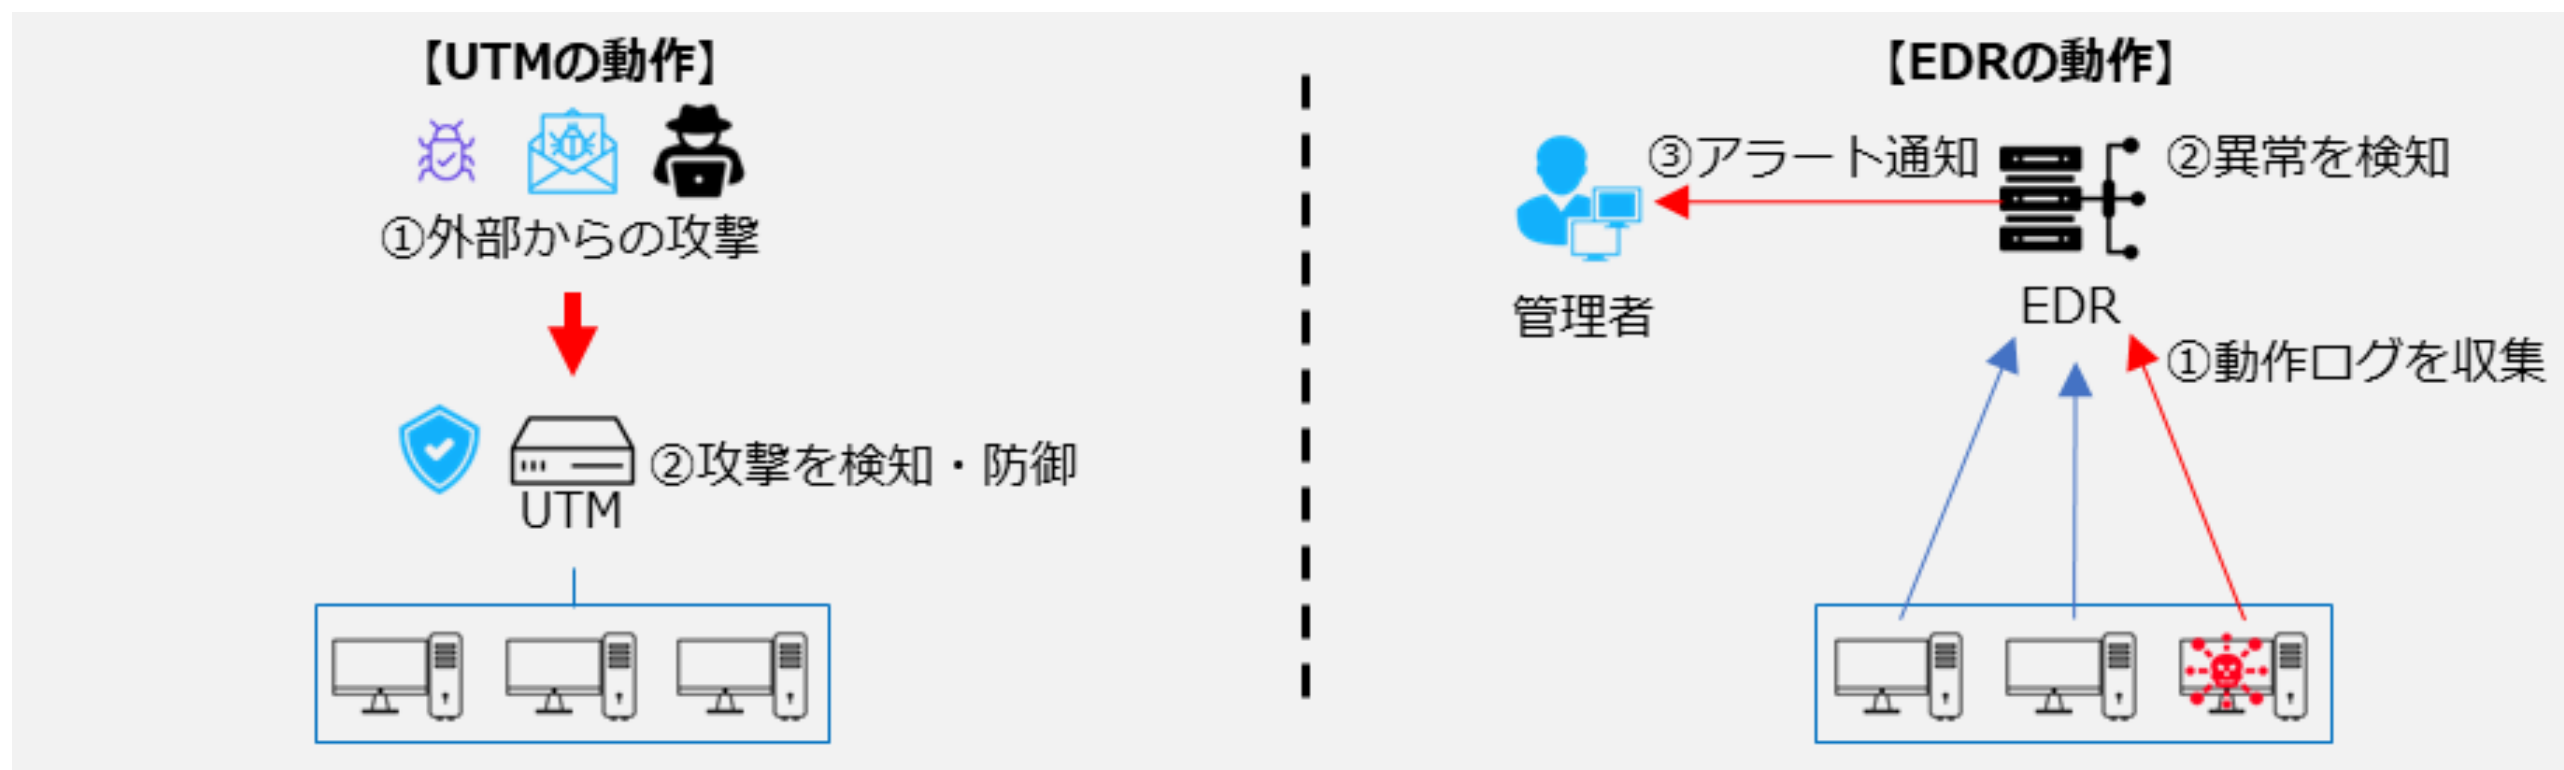 【UTMの動作】
①外部からの攻撃
②攻撃を検知・防御
UTM
【EDRの動作】
③アラート通知
②異常を検知
管理者
EDR
①動作ログを収集